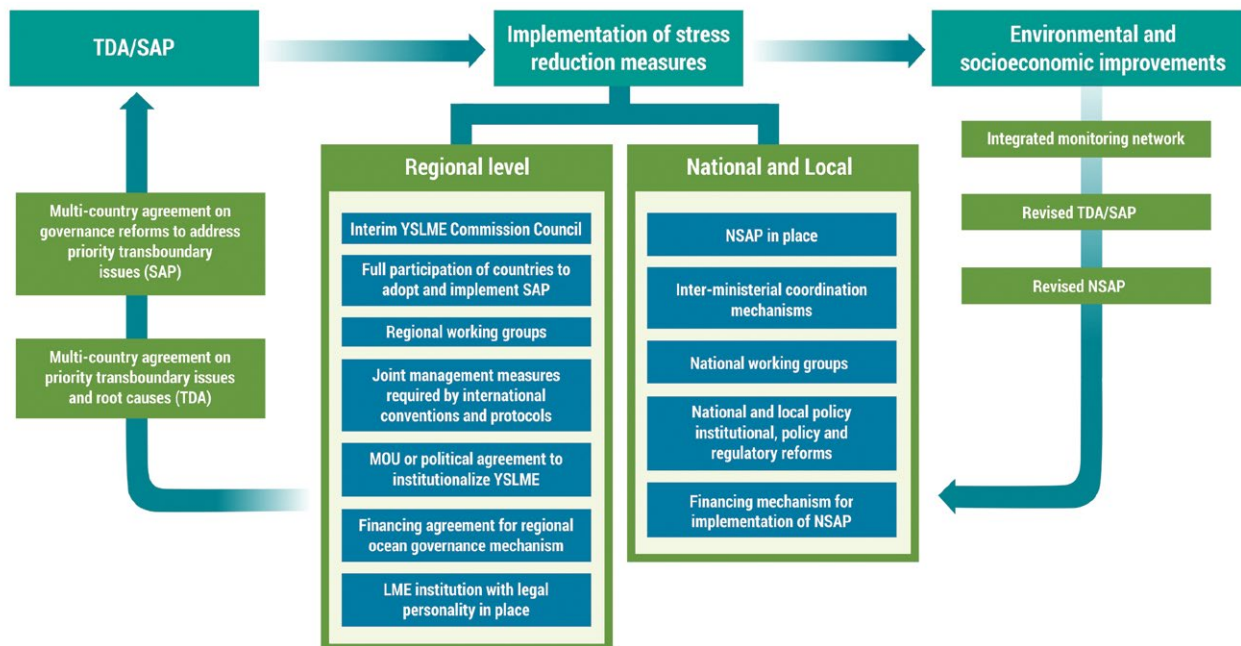 TDA/SAP
Implementation of stress
reduction measures
Environmental and
socioeconomic improvements
Multi-country agreement on
governance reforms to address
priority transboundary
issues (SAP)
Multi-country agreement on
priority transboundary issues
and root causes (TDA)
Regional level
Interim YSLME Commission Council
Full participation of countries to
adopt and implement SAP
Regional working groups
Joint management measures
required by international
conventions and protocols
MOU or political agreement to
institutionalize YSLME
Financing agreement for regional
ocean governance mechanism
LME institution with legal
personality in place
National and Local
NSAP in place
Inter-ministerial coordination
mechanisms
National working groups
National and local policy
institutional, policy and
regulatory reforms
Financing mechanism for
implementation of NSAP
Integrated monitoring network
Revised TDA/SAP
Revised NSAP